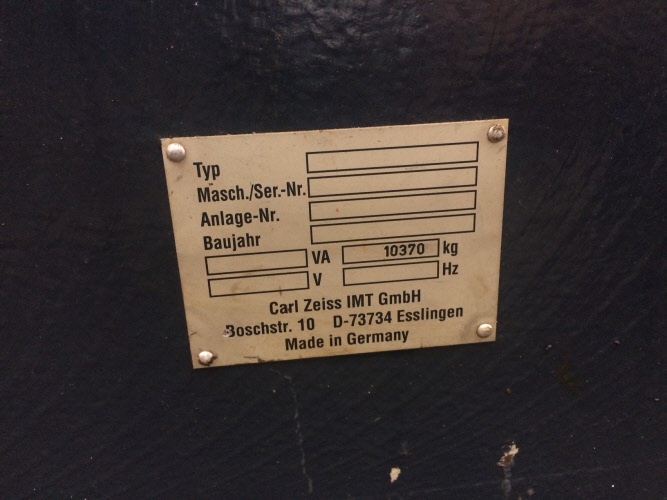 Typ
Masch./Ser.-Nr.
Anlage-Nr.
Baujahr
VA 10370 kg
V Hz
Carl Zeiss IMT GmbH
Boschstr. 10 D-73734 Esslingen
Made in Germany